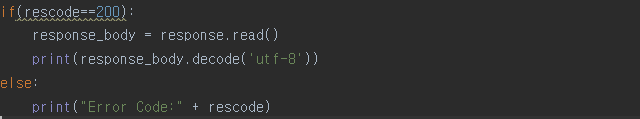 if(rescode==200):
    response_body = response.read()
    print(response_body.decode('utf-8'))
else:
    print("Error Code:" + rescode)